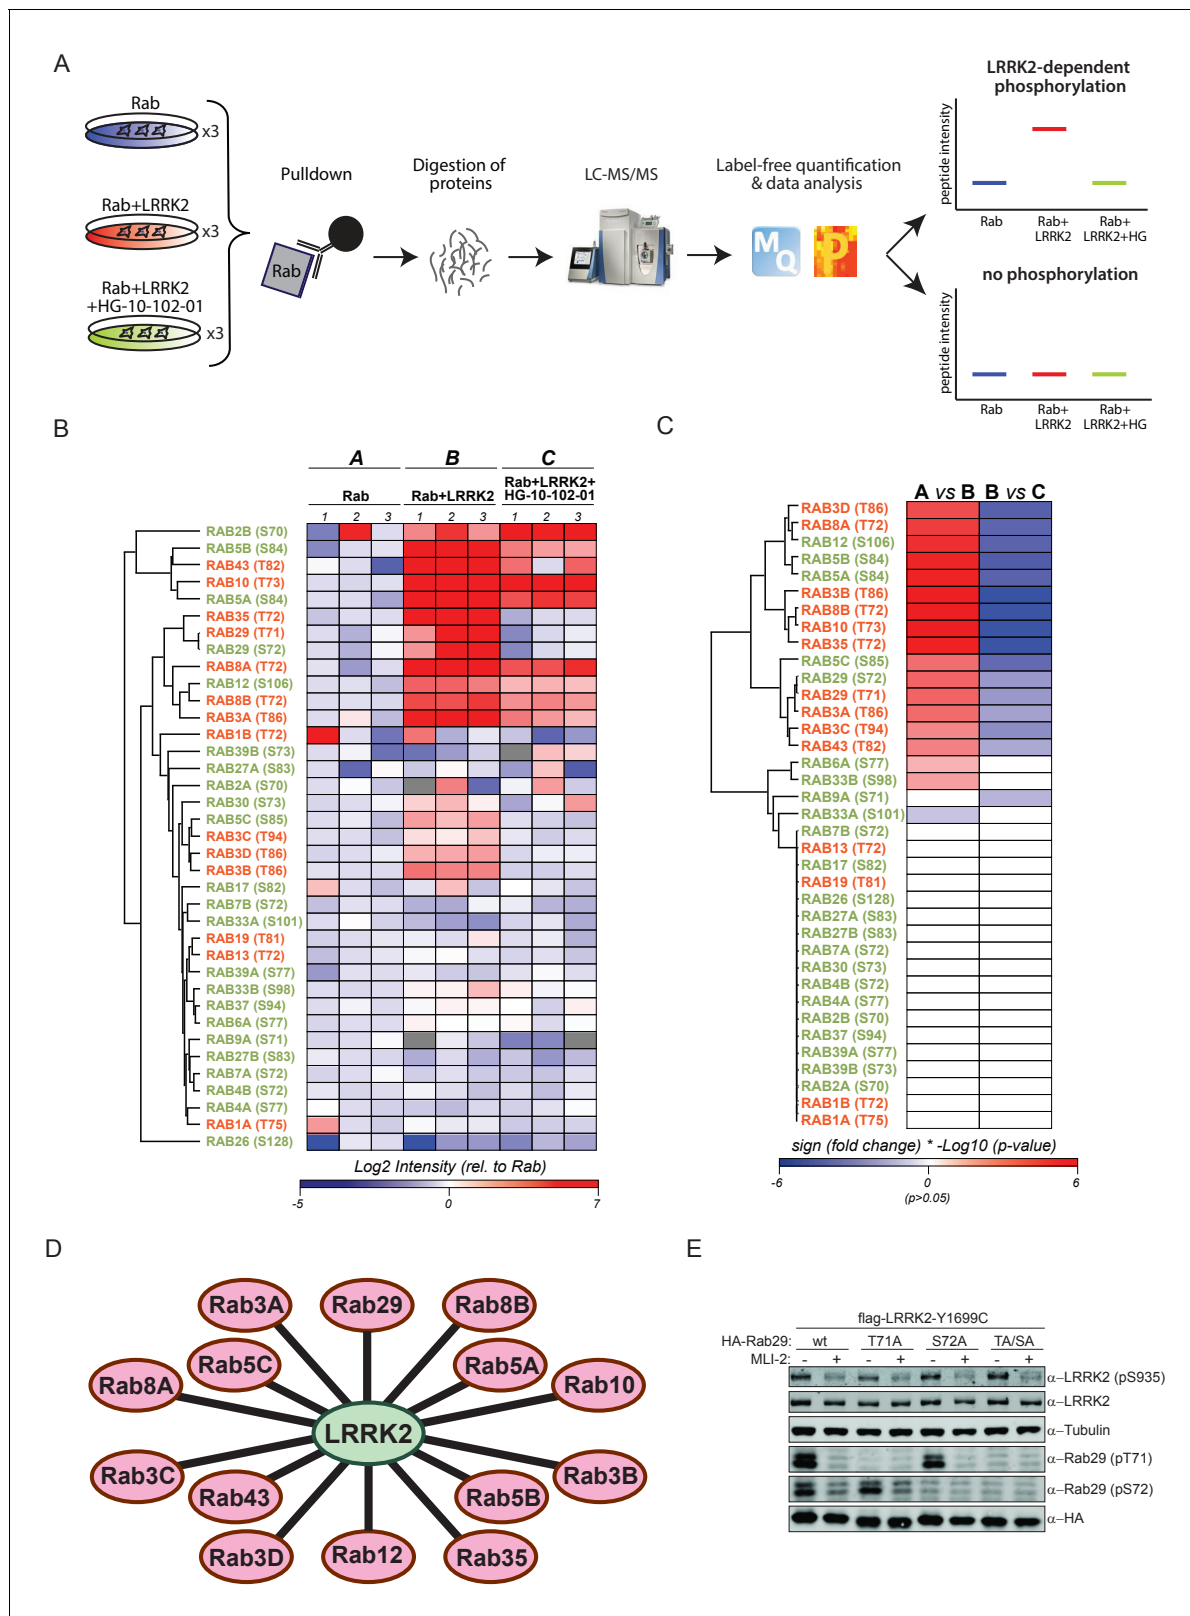 A
Rab
x3
Rab+LRRK2
x3
Rab+LRRK2
+HG-10-102-01
x3
Pulldown
Rab
Digestion of
proteins
LC-MS/MS
Label-free quantification
& data analysis
M
Q
P
LRRK2-dependent
phosphorylation
peptide intensity
Rab
Rab+
LRRK2
Rab+
LRRK2+HG
no phosphorylation
peptide intensity
Rab
Rab+
LRRK2
Rab+
LRRK2+HG
B
A B C
Rab Rab+LRRK2 Rab+LRRK2+
HG-10-102-01
1 2 3 1 2 3 1 2 3
RAB2B (S70)
RAB5B (S84)
RAB43 (T82)
RAB10 (T73)
RAB5A (S84)
RAB35 (T72)
RAB29 (T71)
RAB29 (S72)
RAB8A (T72)
RAB12 (S106)
RAB8B (T72)
RAB3A (T86)
RAB1B (T72)
RAB39B (S73)
RAB27A (S83)
RAB2A (S70)
RAB30 (S73)
RAB5C (S85)
RAB3C (T94)
RAB3D (T86)
RAB3B (T86)
RAB17 (S82)
RAB7B (S72)
RAB33A (S101)
RAB19 (T81)
RAB13 (T72)
RAB39A (S77)
RAB33B (S98)
RAB37 (S94)
RAB6A (S77)
RAB9A (S71)
RAB27B (S83)
RAB7A (S72)
RAB4B (S72)
RAB4A (S77)
RAB1A (T75)
RAB26 (S128)
Log2 Intensity (rel. to Rab)
-5 0 7
C
A vs B B vs C
RAB3D (T86)
RAB8A (T72)
RAB12 (S106)
RAB5B (S84)
RAB5A (S84)
RAB3B (T86)
RAB8B (T72)
RAB10 (T73)
RAB35 (T72)
RAB5C (S85)
RAB29 (S72)
RAB29 (T71)
RAB3A (T86)
RAB3C (T94)
RAB43 (T82)
RAB6A (S77)
RAB33B (S98)
RAB9A (S71)
RAB33A (S101)
RAB7B (S72)
RAB13 (T72)
RAB17 (S82)
RAB19 (T81)
RAB26 (S128)
RAB27A (S83)
RAB27B (S83)
RAB7A (S72)
RAB30 (S73)
RAB4B (S72)
RAB4A (S77)
RAB2B (S70)
RAB37 (S94)
RAB39A (S77)
RAB39B (S73)
RAB2A (S70)
RAB1B (T72)
RAB1A (T75)
sign (fold change) * -Log10 (p-value)
-6 0 6
(p>0.05)
D
Rab3A Rab29 Rab8B
Rab5C Rab5A
Rab8A Rab10
LRRK2
Rab3C Rab3B
Rab43 Rab5B
Rab3D Rab12 Rab35
E
flag-LRRK2-Y1699C
HA-Rab29: wt T71A S72A TA/SA
MLI-2: - + - + - + - +
α-LRRK2 (pS935)
α-LRRK2
α-Tubulin
α-Rab29 (pT71)
α-Rab29 (pS72)
α-HA